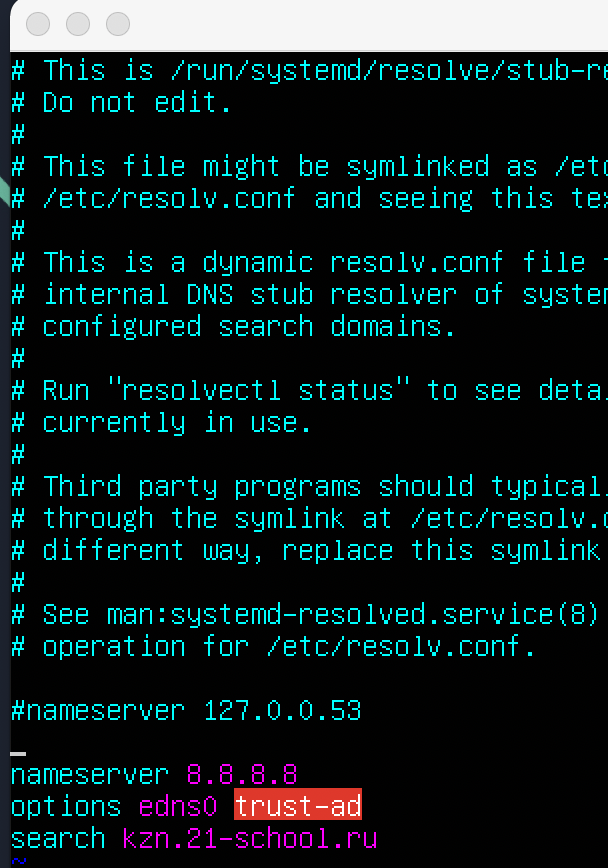 # This is /run/systemd/resolve/stub-re
# Do not edit.
#
# This file might be symlinked as /etc
# /etc/resolv.conf and seeing this tex
#
# This is a dynamic resolv.conf file
# internal DNS stub resolver of system
# configured search domains.
#
# Run "resolvectl status" to see detai
# currently in use.
#
# Third party programs should typicall
# through the symlink at /etc/resolv.c
# different way, replace this symlink
#
# See man:systemd-resolved.service(8)
# operation for /etc/resolv.conf.
#nameserver 127.0.0.53
nameserver 8.8.8.8
options edns0 trust-ad
search kzn.21-school.ru
~